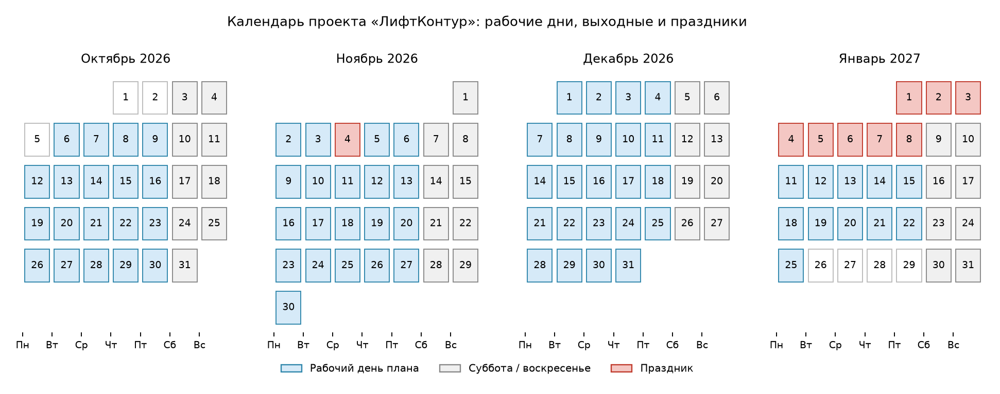 Календарь проекта «ЛифтКонтур»: рабочие дни, выходные и праздники
Октябрь 2026
1 2 3 4
5 6 7 8 9 10 11
12 13 14 15 16 17 18
19 20 21 22 23 24 25
26 27 28 29 30 31
Пн Вт Ср Чт Пт Сб Вс
Ноябрь 2026
1
2 3 4 5 6 7 8
9 10 11 12 13 14 15
16 17 18 19 20 21 22
23 24 25 26 27 28 29
30
Пн Вт Ср Чт Пт Сб Вс
Декабрь 2026
1 2 3 4 5 6
7 8 9 10 11 12 13
14 15 16 17 18 19 20
21 22 23 24 25 26 27
28 29 30 31
Пн Вт Ср Чт Пт Сб Вс
Январь 2027
1 2 3
4 5 6 7 8 9 10
11 12 13 14 15 16 17
18 19 20 21 22 23 24
25 26 27 28 29 30 31
Пн Вт Ср Чт Пт Сб Вс
Рабочий день плана Суббота / воскресенье Праздник